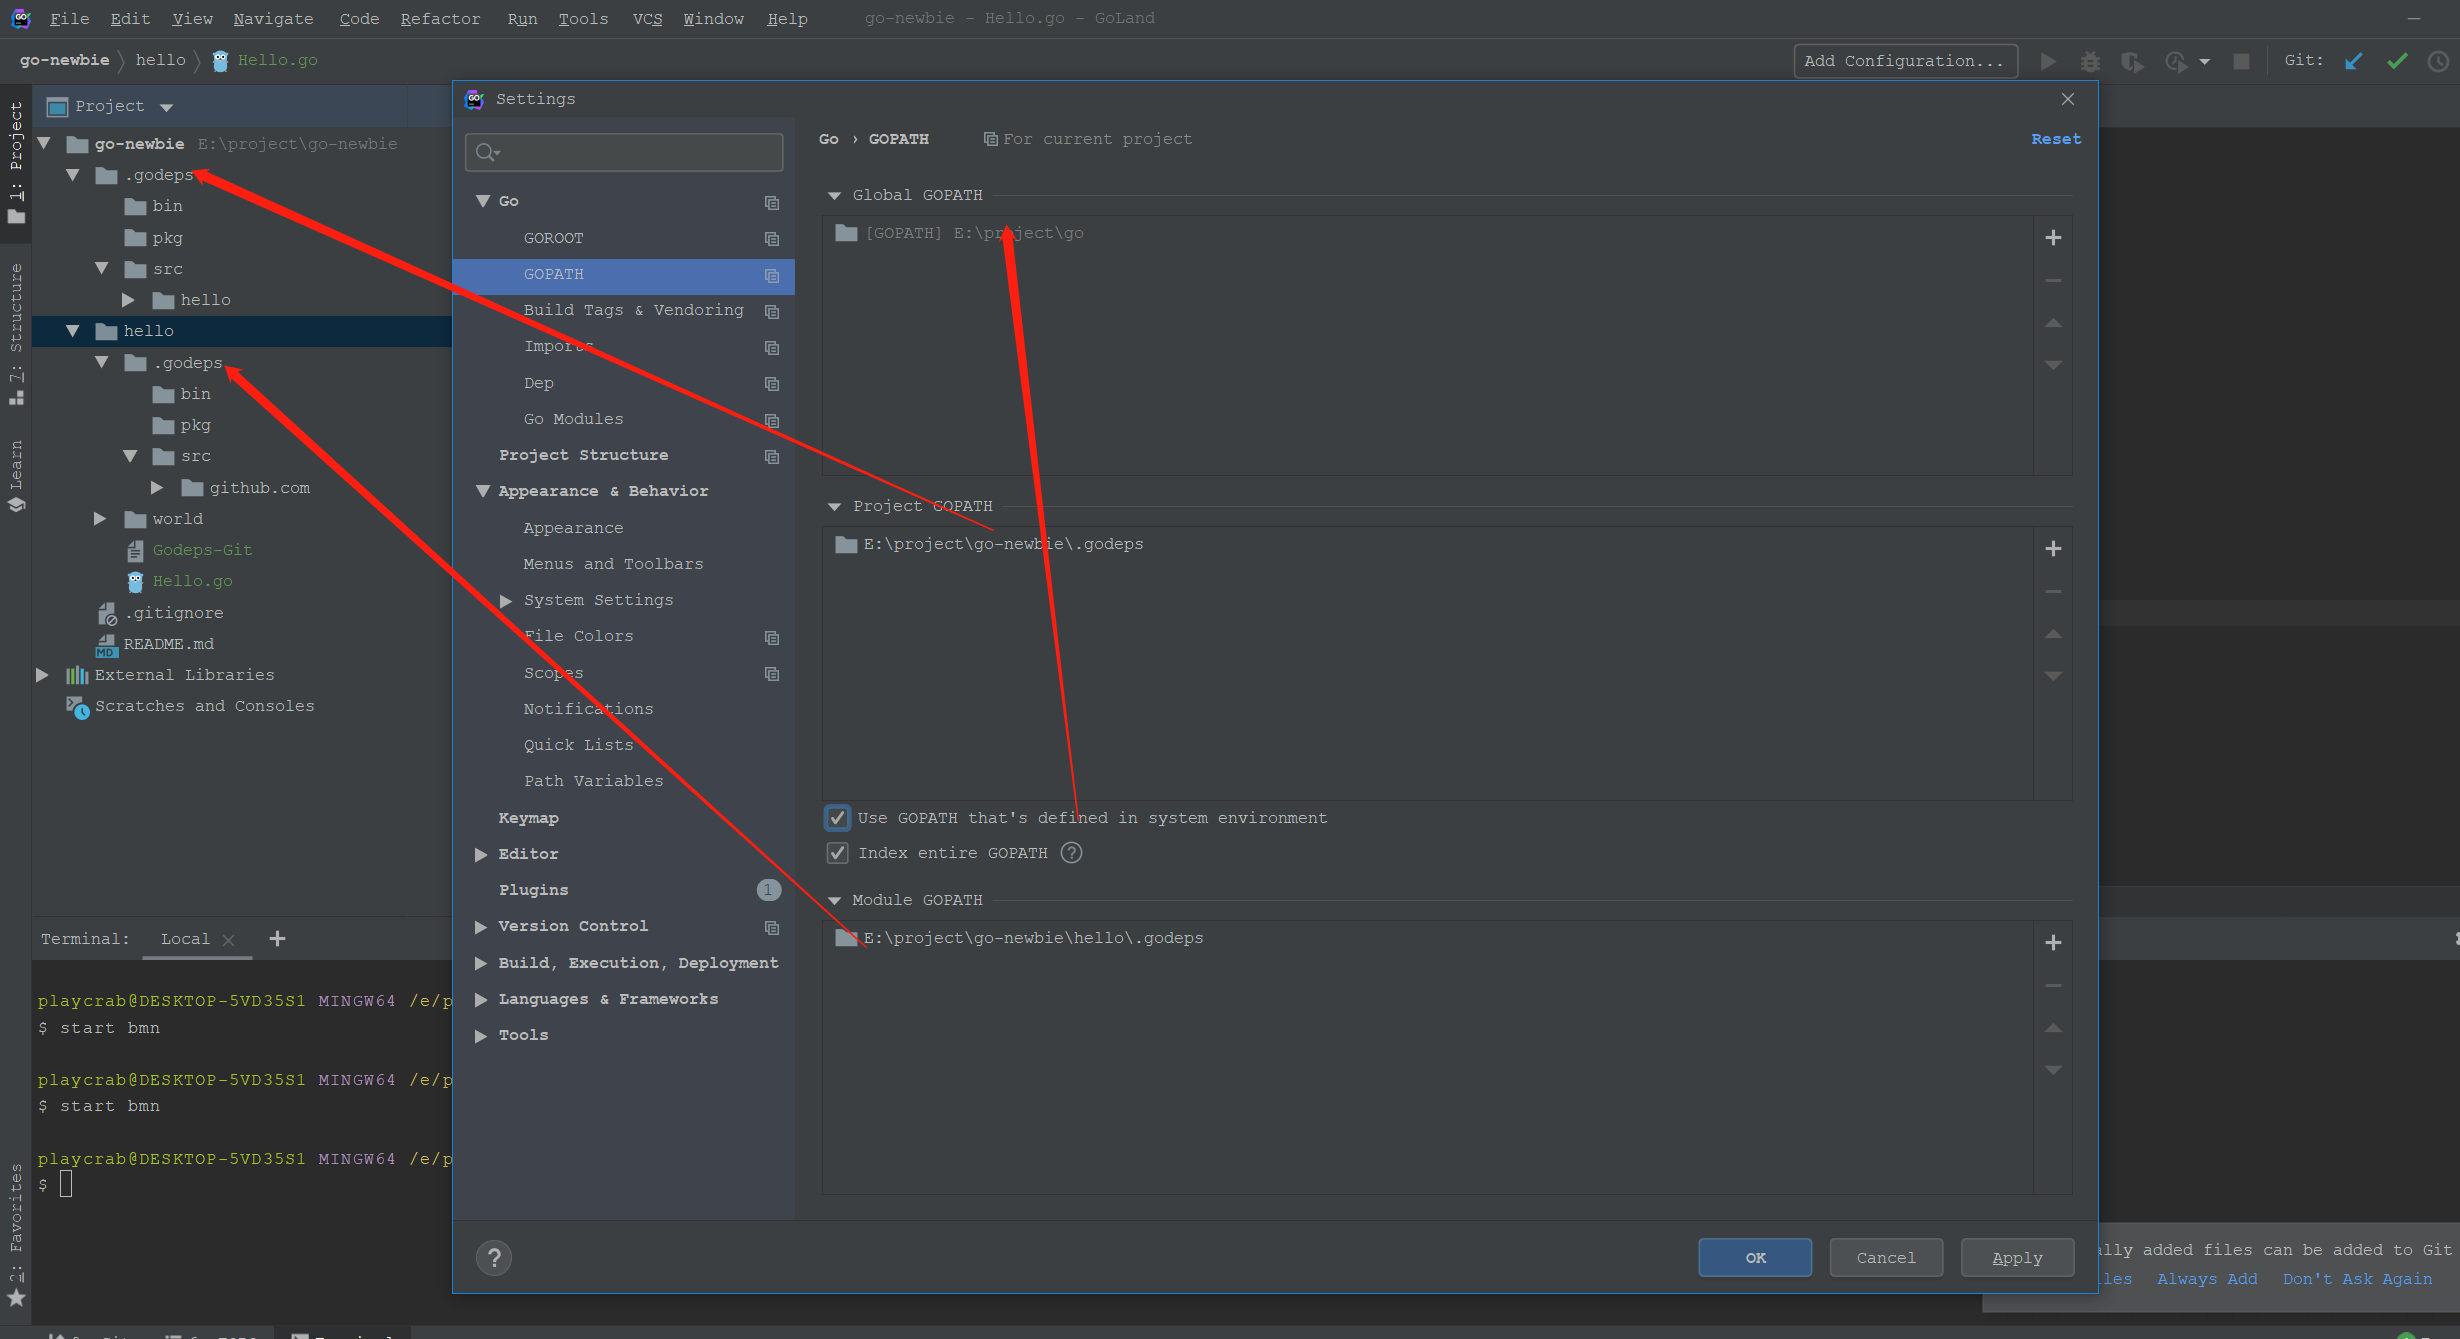 File Edit View Navigate Code Refactor Run Tools VCS Window Help go-newbie - Hello.go - GoLand
go-newbie hello Hello.go Add Configuration... Git:
1: Project
7: Structure
Learn
2: Favorites
Project
go-newbie E:\project\go-newbie
.godeps
bin
pkg
src
hello
hello
.godeps
bin
pkg
src
github.com
world
Godeps-Git
Hello.go
.gitignore
MD README.md
External Libraries
Scratches and Consoles
Terminal: Local
playcrab@DESKTOP-5VD35S1 MINGW64 /e/p
$ start bmn
playcrab@DESKTOP-5VD35S1 MINGW64 /e/p
$ start bmn
playcrab@DESKTOP-5VD35S1 MINGW64 /e/p
$
Settings
Go
GOROOT
GOPATH
Build Tags & Vendoring
Imports
Dep
Go Modules
Project Structure
Appearance & Behavior
Appearance
Menus and Toolbars
System Settings
File Colors
Scopes
Notifications
Quick Lists
Path Variables
Keymap
Editor
Plugins 1
Version Control
Build, Execution, Deployment
Languages & Frameworks
Tools
Go › GOPATH For current project Reset
Global GOPATH
[GOPATH] E:\project\go
Project GOPATH
E:\project\go-newbie\.godeps
Use GOPATH that's defined in system environment
Index entire GOPATH ?
Module GOPATH
E:\project\go-newbie\hello\.godeps
? OK Cancel Apply
ally added files can be added to Git
les Always Add Don't Ask Again